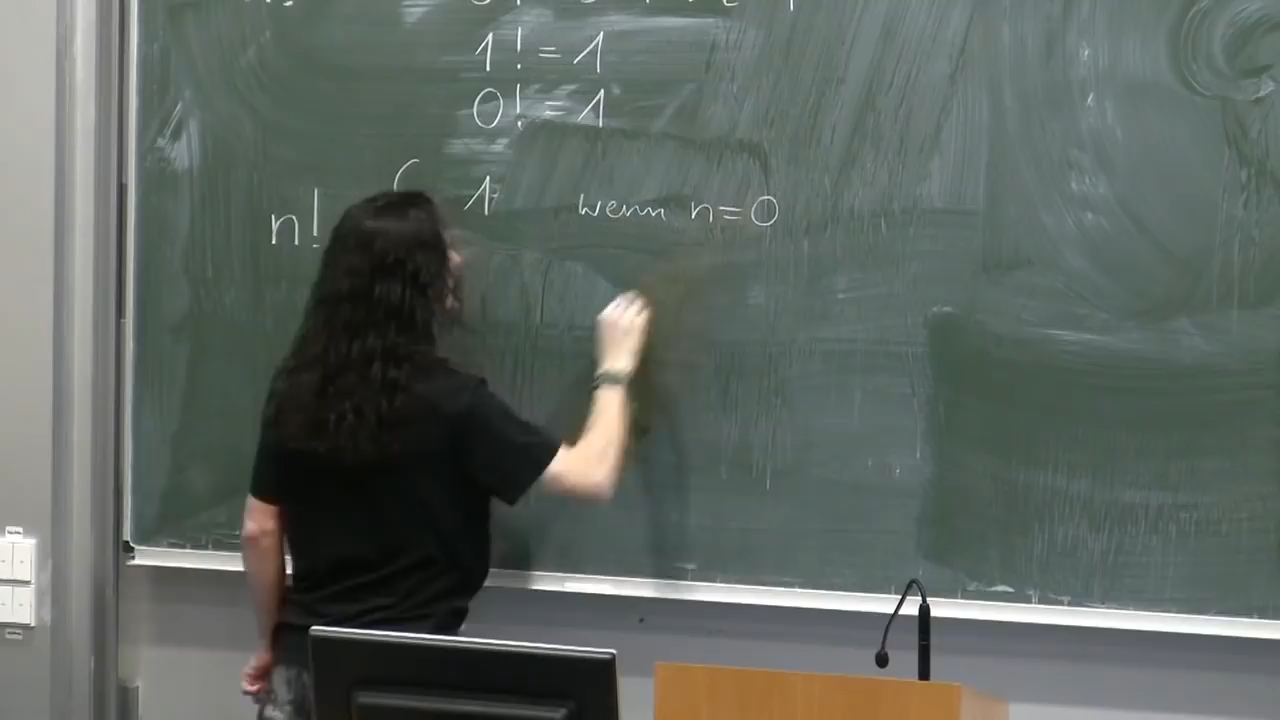 1! = 1
0! = 1
n! { 1 wenn n=0